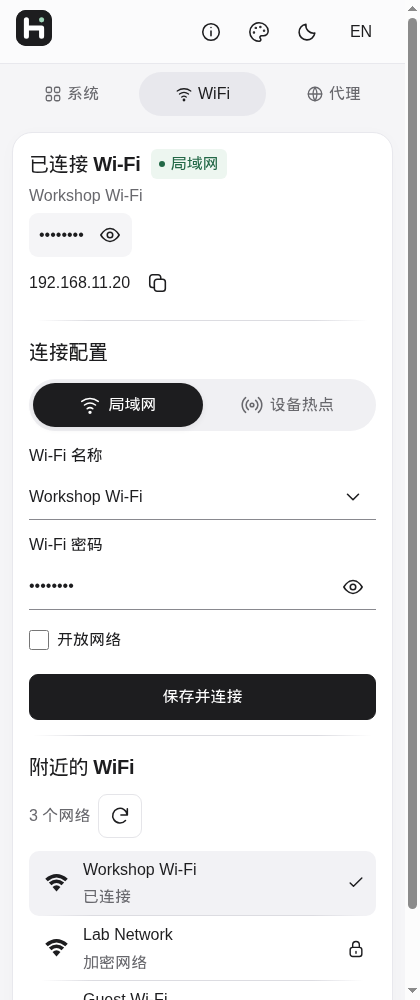 EN
系统
WiFi
代理
已连接 Wi-Fi
局域网
Workshop Wi-Fi
••••••••
192.168.11.20
连接配置
局域网
设备热点
Wi-Fi 名称
Workshop Wi-Fi
Wi-Fi 密码
••••••••
开放网络
保存并连接
附近的 WiFi
3 个网络
Workshop Wi-Fi
已连接
Lab Network
加密网络
Guest Wi-Fi